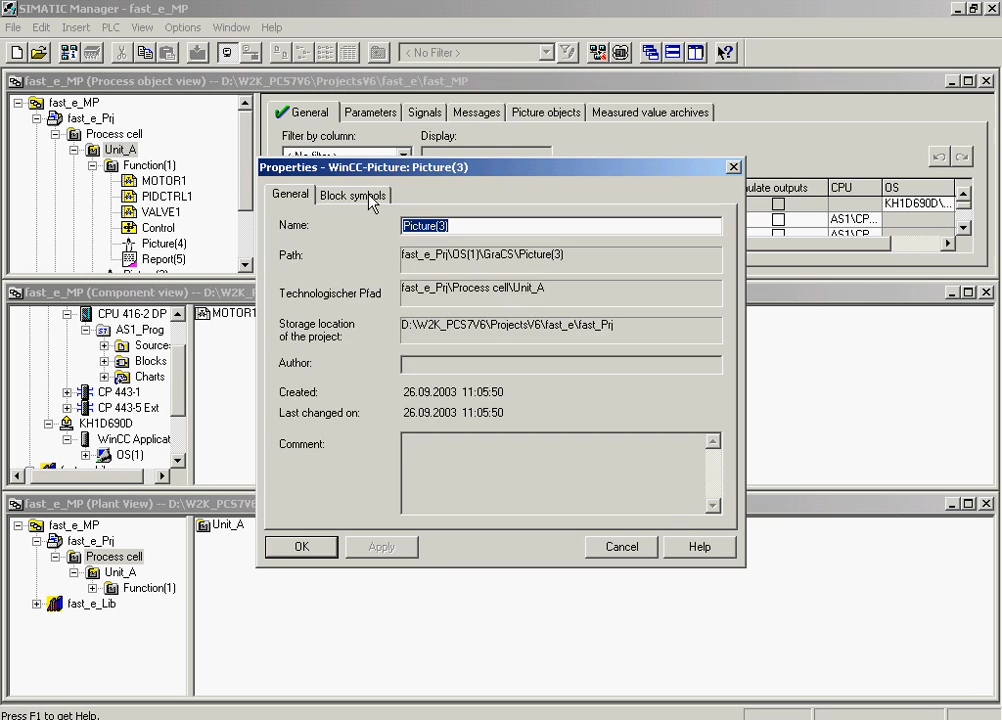 SIMATIC Manager - fast_e_MP
File Edit Insert PLC View Options Window Help
< No Filter >
fast_e_MP (Process object view) -- D:\W2K_PCS7V6\ProjectsV6\fast_e\fast_MP
fast_e_MP
fast_e_Prj
Process cell
Unit_A
Function(1)
MOTOR1
PIDCTRL1
VALVE1
Control
Picture(4)
Report(5)
General Parameters Signals Messages Picture objects Measured value archives
Filter by column: Display:
ulate outputs CPU OS
KH1D690D\...
AS1\CP...
Properties - WinCC-Picture: Picture(3)
General Block symbols
Name: Picture(3)
Path: fast_e_Prj\OS(1)\GraCS\Picture(3)
Technologischer Pfad fast_e_Prj\Process cell\Unit_A
Storage location
of the project: D:\W2K_PCS7V6\ProjectsV6\fast_e\fast_Prj
Author:
Created: 26.09.2003 11:05:50
Last changed on: 26.09.2003 11:05:50
Comment:
OK Apply Cancel Help
fast_e_MP (Component view) -- D:\W
CPU 416-2 DP
AS1_Prog
Source:
Blocks
Charts
CP 443-1
CP 443-5 Ext
KH1D690D
WinCC Applicat
OS(1)
MOTOR1
fast_e_MP (Plant View) -- D:\W2K_PCS7V6
fast_e_MP
fast_e_Prj
Process cell
Unit_A
Function(1)
fast_e_Lib
Unit_A
Press F1 to get Help.